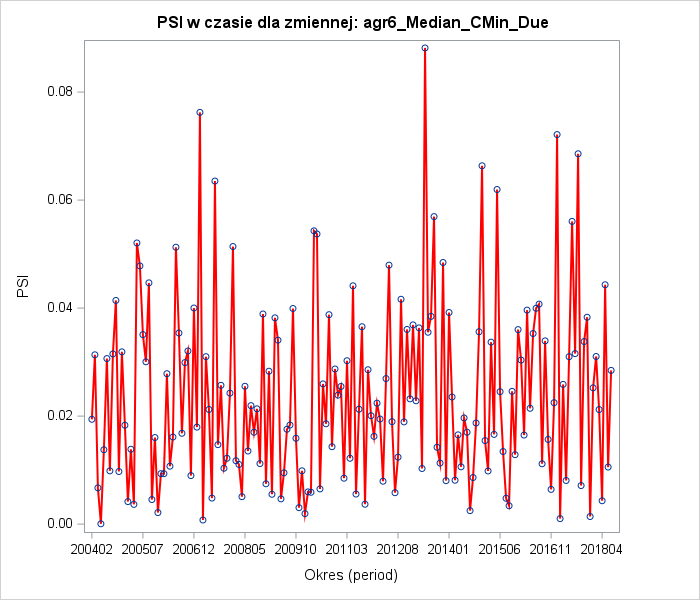 PSI w czasie dla zmiennej: agr6_Median_CMin_Due
0.08
0.06
PSI
0.04
0.02
0.00
200402 200507 200612 200805 200910 201103 201208 201401 201506 201611 201804
Okres (period)